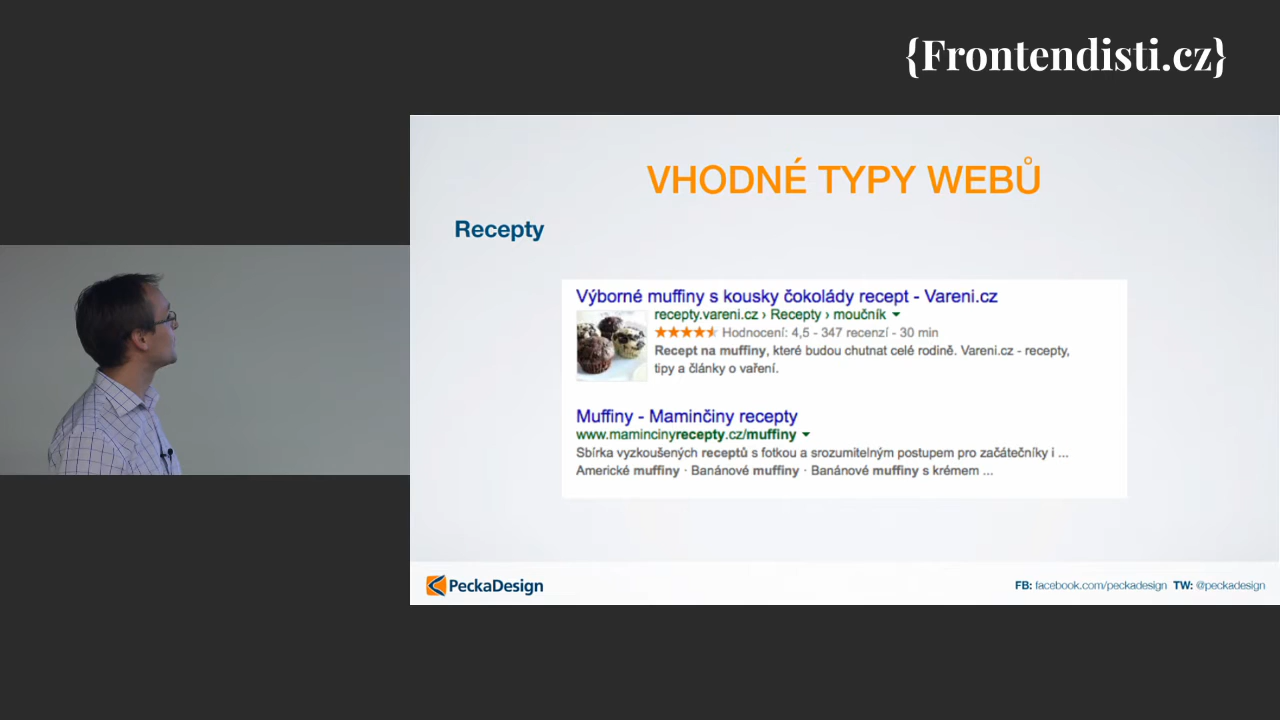 {Frontendisti.cz}
VHODNÉ TYPY WEBŮ
Recepty
Výborné muffiny s kousky čokolády recept - Vareni.cz
recepty.vareni.cz › Recepty › moučník
Hodnocení: 4,5 - 347 recenzí - 30 min
Recept na muffiny, které budou chutnat celé rodině. Vareni.cz - recepty,
tipy a články o vaření.
Muffiny - Maminčiny recepty
www.mamincinyrecepty.cz/muffiny
Sbírka vyzkoušených receptů s fotkou a srozumitelným postupem pro začátečníky i ...
Americké muffiny · Banánové muffiny · Banánové muffiny s krémem ...
PeckaDesign
FB: facebook.com/peckadesign TW: @peckadesign